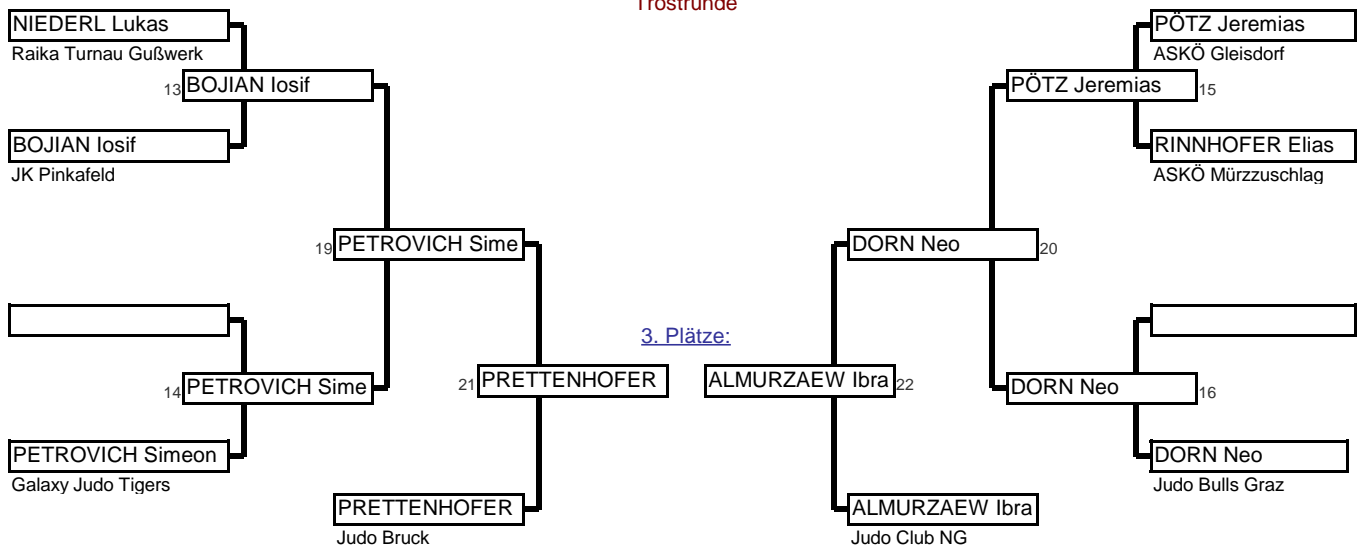 Trostrunde
NIEDERL Lukas
Raika Turnau Gußwerk
13 BOJIAN Iosif
BOJIAN Iosif
JK Pinkafeld
19 PETROVICH Sime
14 PETROVICH Sime
PETROVICH Simeon
Galaxy Judo Tigers
21 PRETTENHOFER
PRETTENHOFER
Judo Bruck
3. Plätze:
PÖTZ Jeremias
ASKÖ Gleisdorf
PÖTZ Jeremias 15
RINNHOFER Elias
ASKÖ Mürzzuschlag
DORN Neo 20
ALMURZAEW Ibra 22
DORN Neo 16
DORN Neo
Judo Bulls Graz
ALMURZAEW Ibra
Judo Club NG